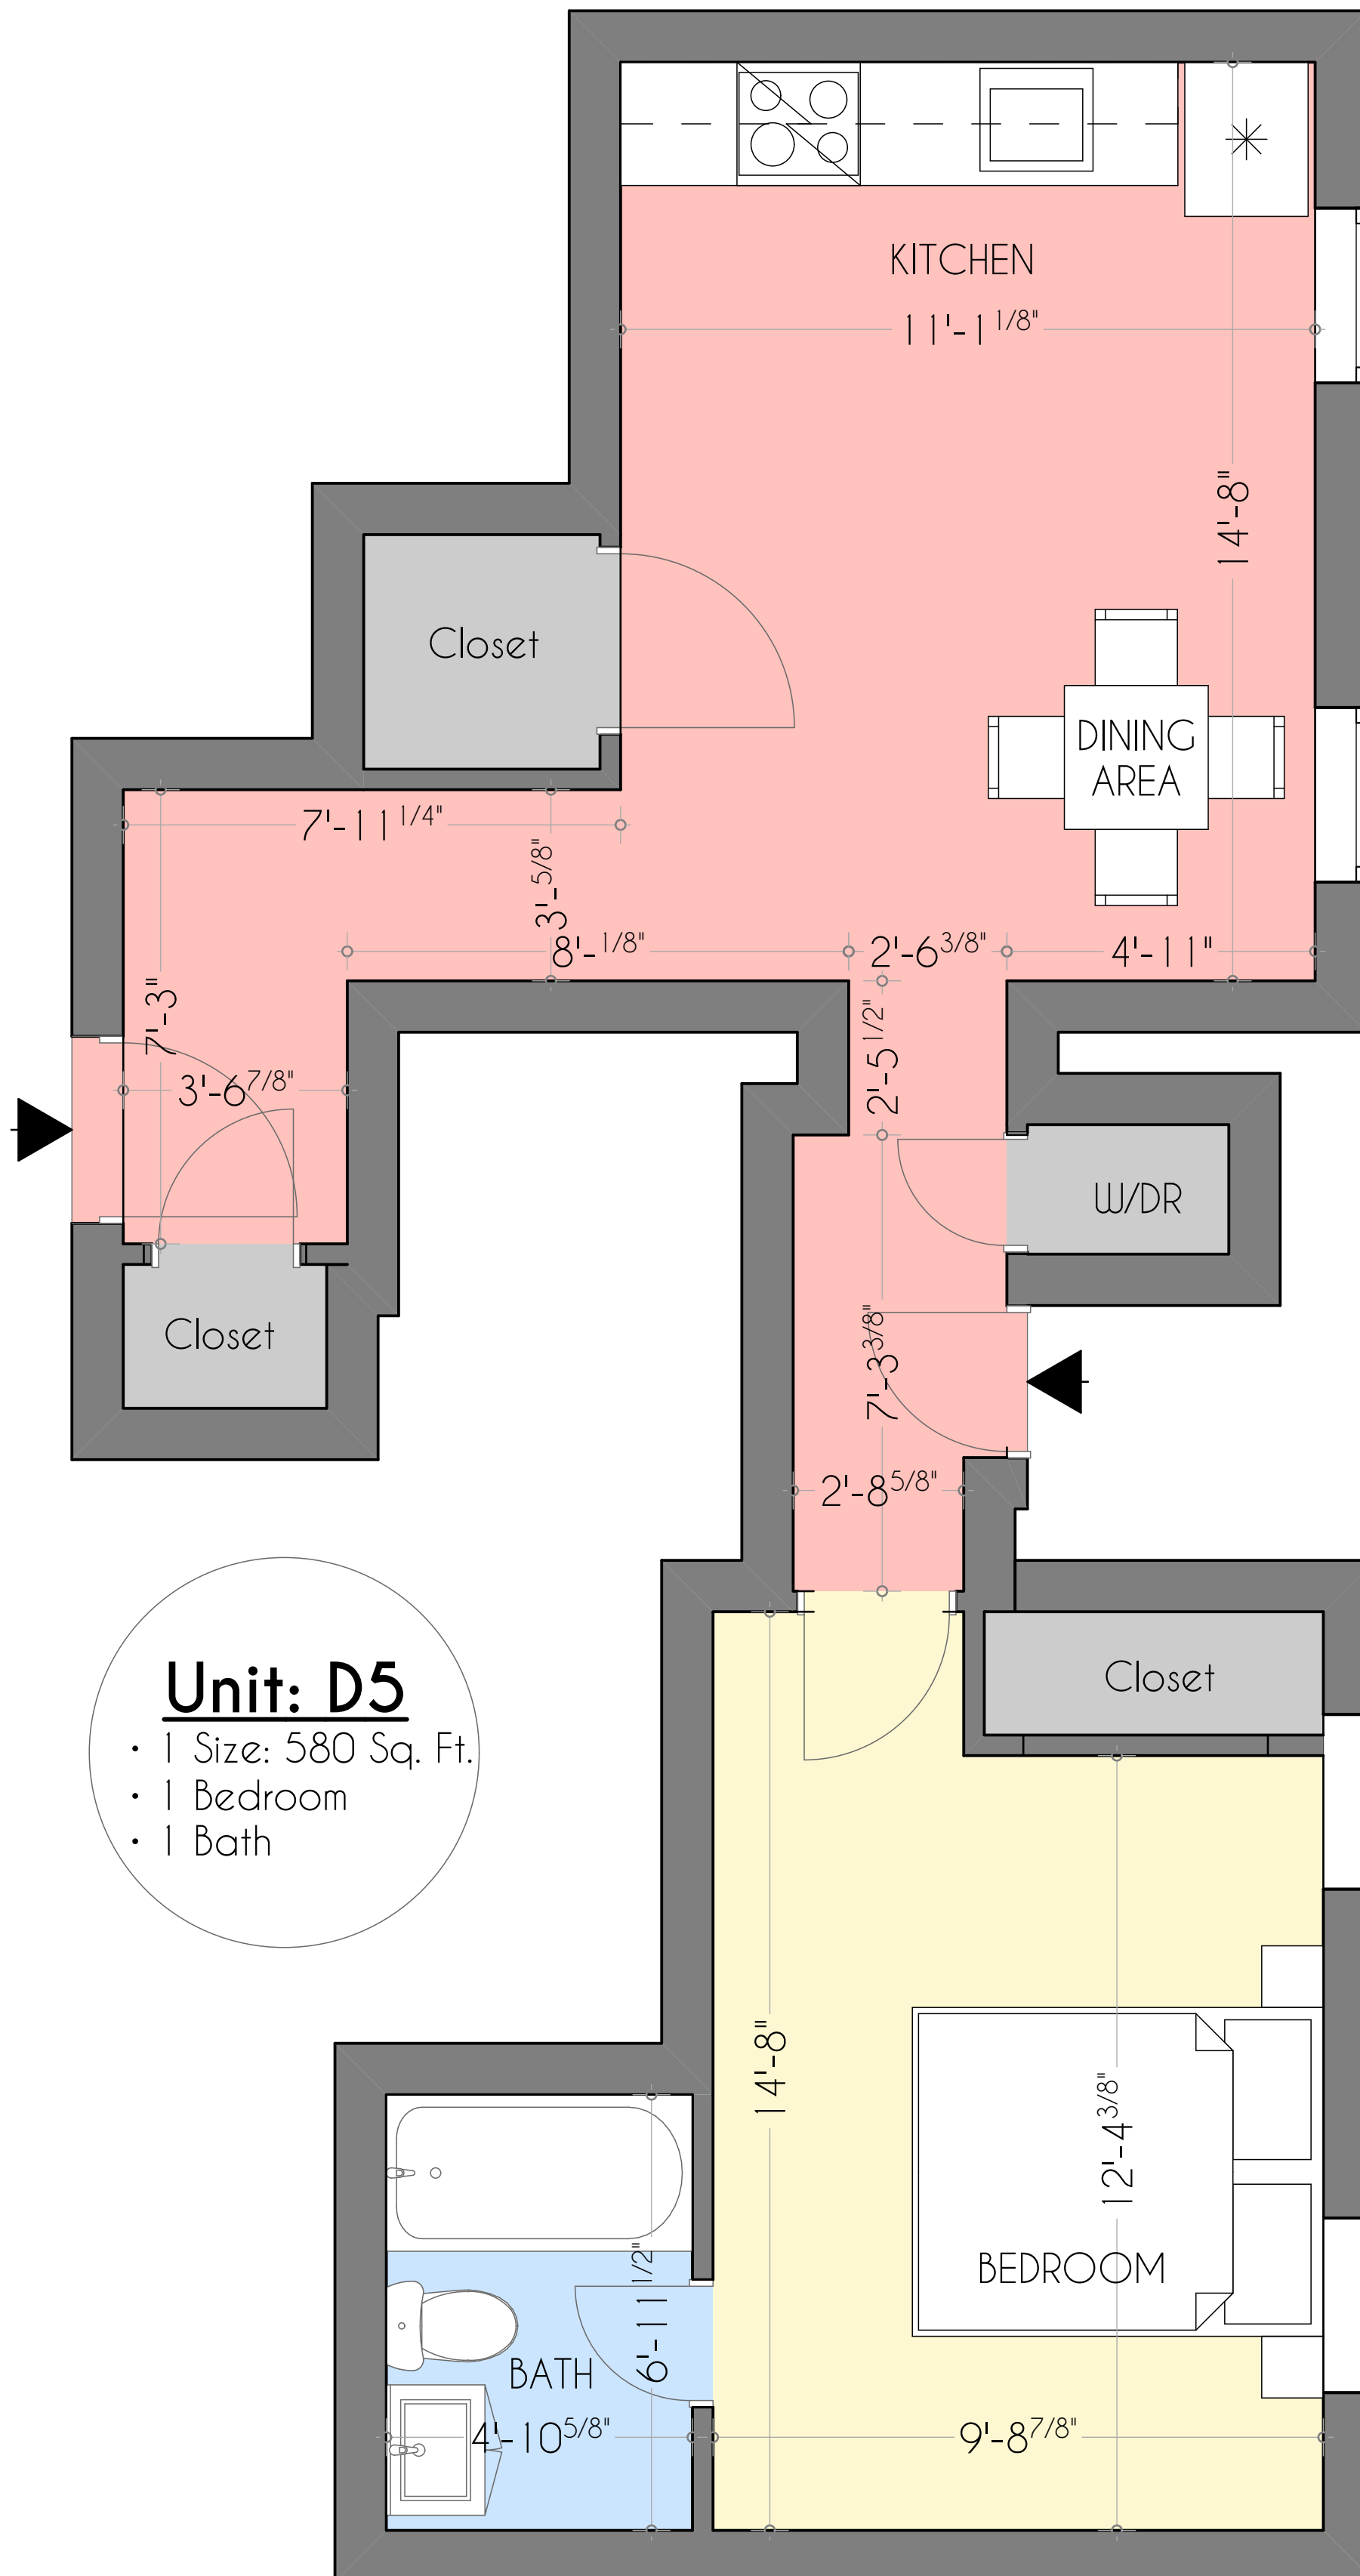 KITCHEN
11'-1 1/8"
14'-8"
Closet
DINING
AREA
7'-11 1/4"
3'- 5/8"
8'- 1/8"
2'-6 3/8"
4'-11"
7'-3"
2'-5 1/2"
3'-6 7/8"
W/DR
Closet
7'-3 3/8"
2'-8 5/8"
Unit: D5
• 1 Size: 580 Sq. Ft.
• 1 Bedroom
• 1 Bath
Closet
14'-8"
12'-4 3/8"
BEDROOM
6'-11 1/2"
BATH
4'-10 5/8"
9'-8 7/8"